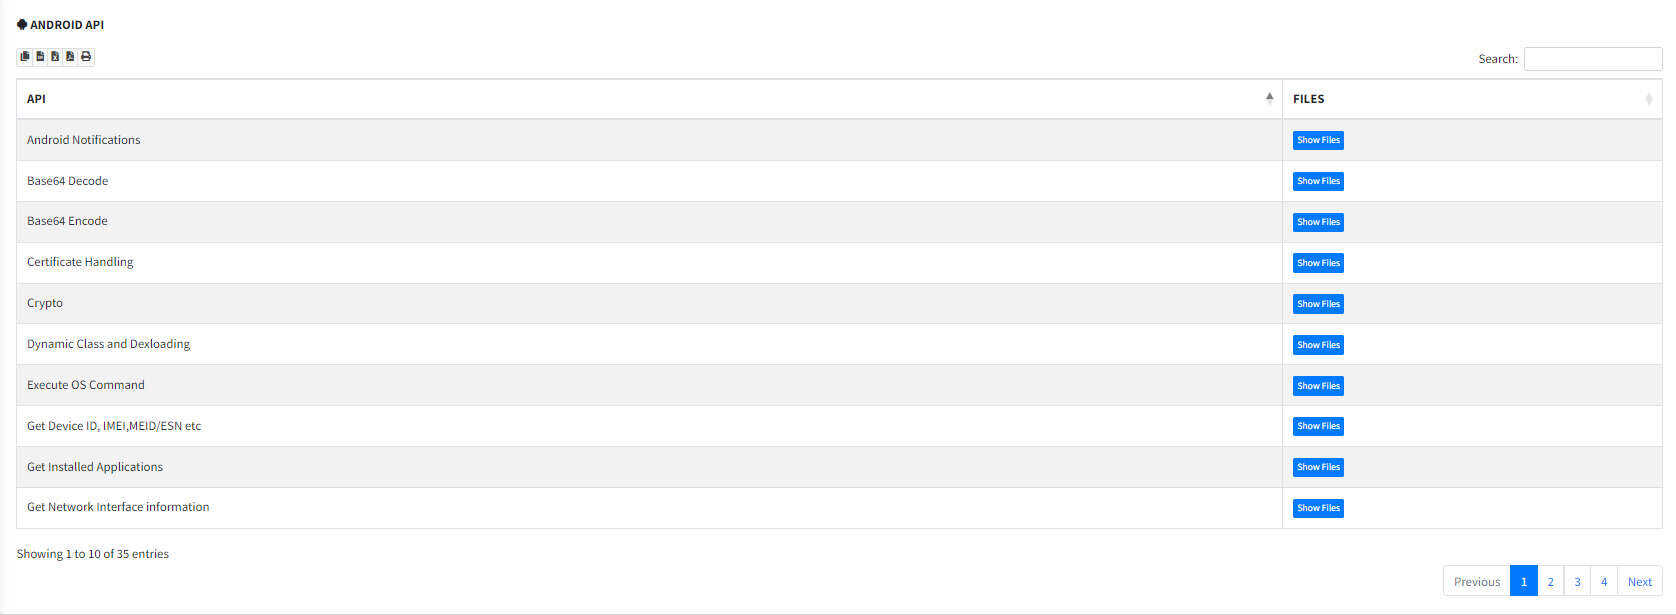 ANDROID API
Search:
API FILES
Android Notifications Show Files
Base64 Decode Show Files
Base64 Encode Show Files
Certificate Handling Show Files
Crypto Show Files
Dynamic Class and Dexloading Show Files
Execute OS Command Show Files
Get Device ID, IMEI,MEID/ESN etc Show Files
Get Installed Applications Show Files
Get Network Interface information Show Files
Showing 1 to 10 of 35 entries
Previous 1 2 3 4 Next